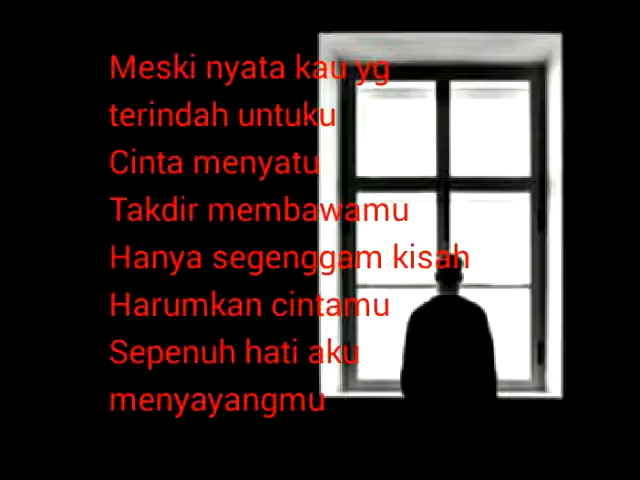 Meski nyata kau yg
terindah untuku
Cinta menyatu
Takdir membawamu
Hanya segenggam kisah
Harumkan cintamu
Sepenuh hati aku
menyayangmu